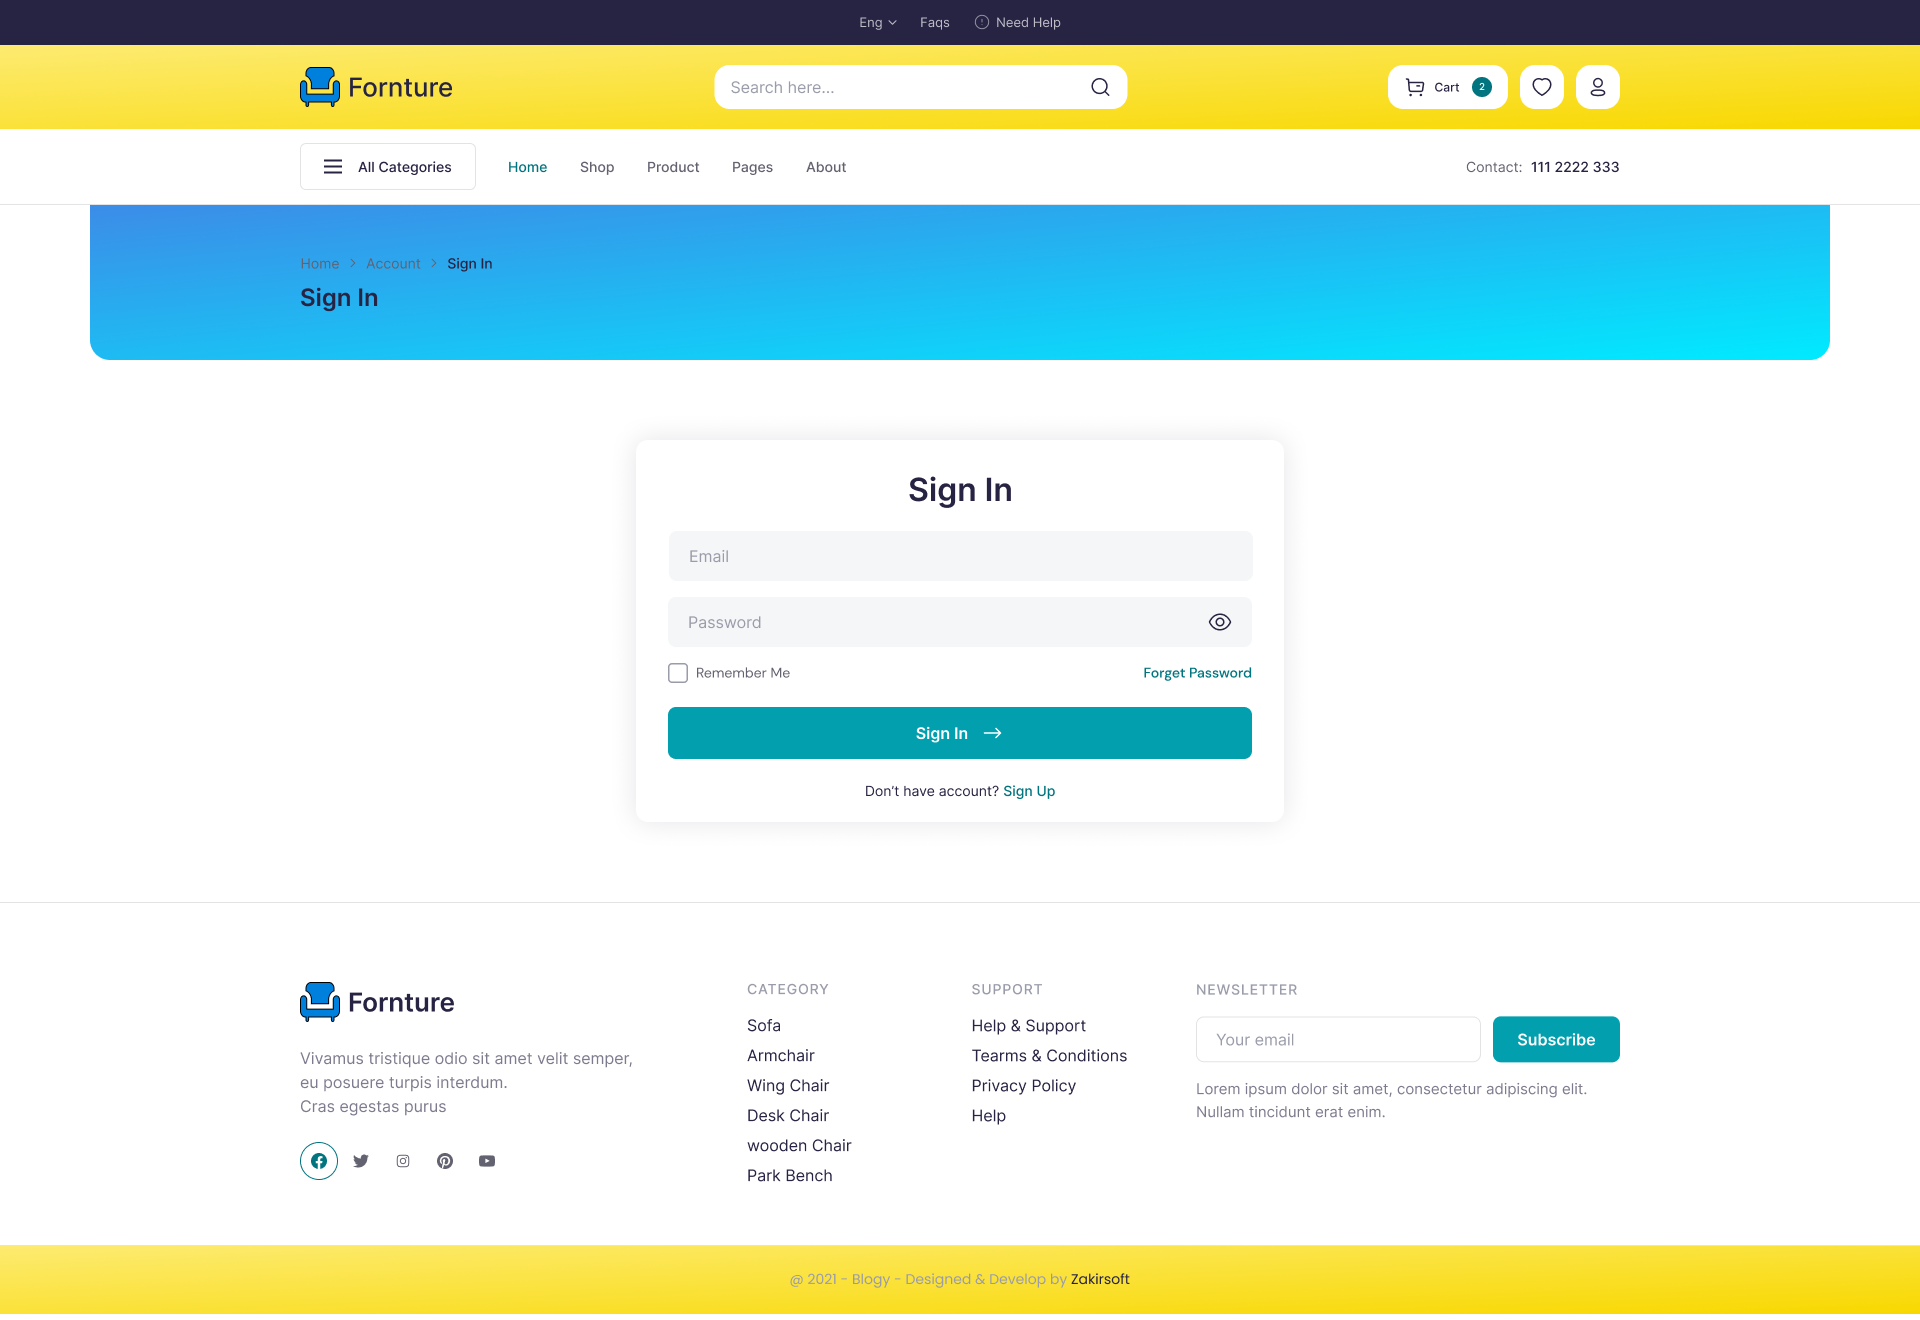 Eng
Faqs
Need Help
Fornture
Search here...
Cart 2
All Categories
Home
Shop
Product
Pages
About
Contact: 111 2222 333
Home > Account > Sign In
Sign In
Sign In
Email
Password
Remember Me
Forget Password
Sign In →
Don't have account? Sign Up
Fornture
Vivamus tristique odio sit amet velit semper,
eu posuere turpis interdum.
Cras egestas purus
CATEGORY
Sofa
Armchair
Wing Chair
Desk Chair
wooden Chair
Park Bench
SUPPORT
Help & Support
Tearms & Conditions
Privacy Policy
Help
NEWSLETTER
Your email
Subscribe
Lorem ipsum dolor sit amet, consectetur adipiscing elit.
Nullam tincidunt erat enim.
@ 2021 - Blogy - Designed & Develop by Zakirsoft